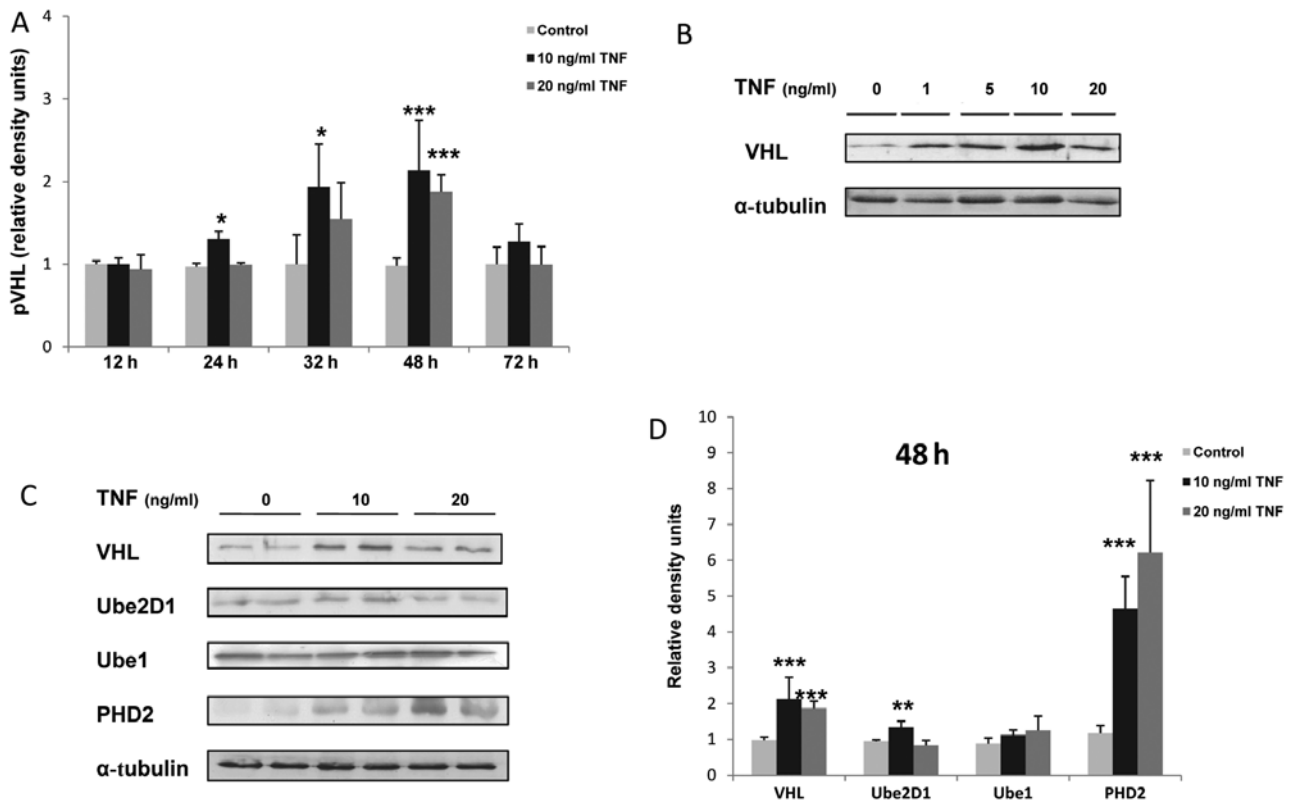 A
pVHL (relative density units)
4
3
2
1
0
12 h 24 h 32 h 48 h 72 h
* * *** ***
Control
10 ng/ml TNF
20 ng/ml TNF
B
TNF (ng/ml) 0 1 5 10 20
VHL
α-tubulin
C
TNF (ng/ml) 0 10 20
VHL
Ube2D1
Ube1
PHD2
α-tubulin
D
48 h
Relative density units
10
9
8
7
6
5
4
3
2
1
0
*** *** ** *** ***
VHL Ube2D1 Ube1 PHD2
Control
10 ng/ml TNF
20 ng/ml TNF